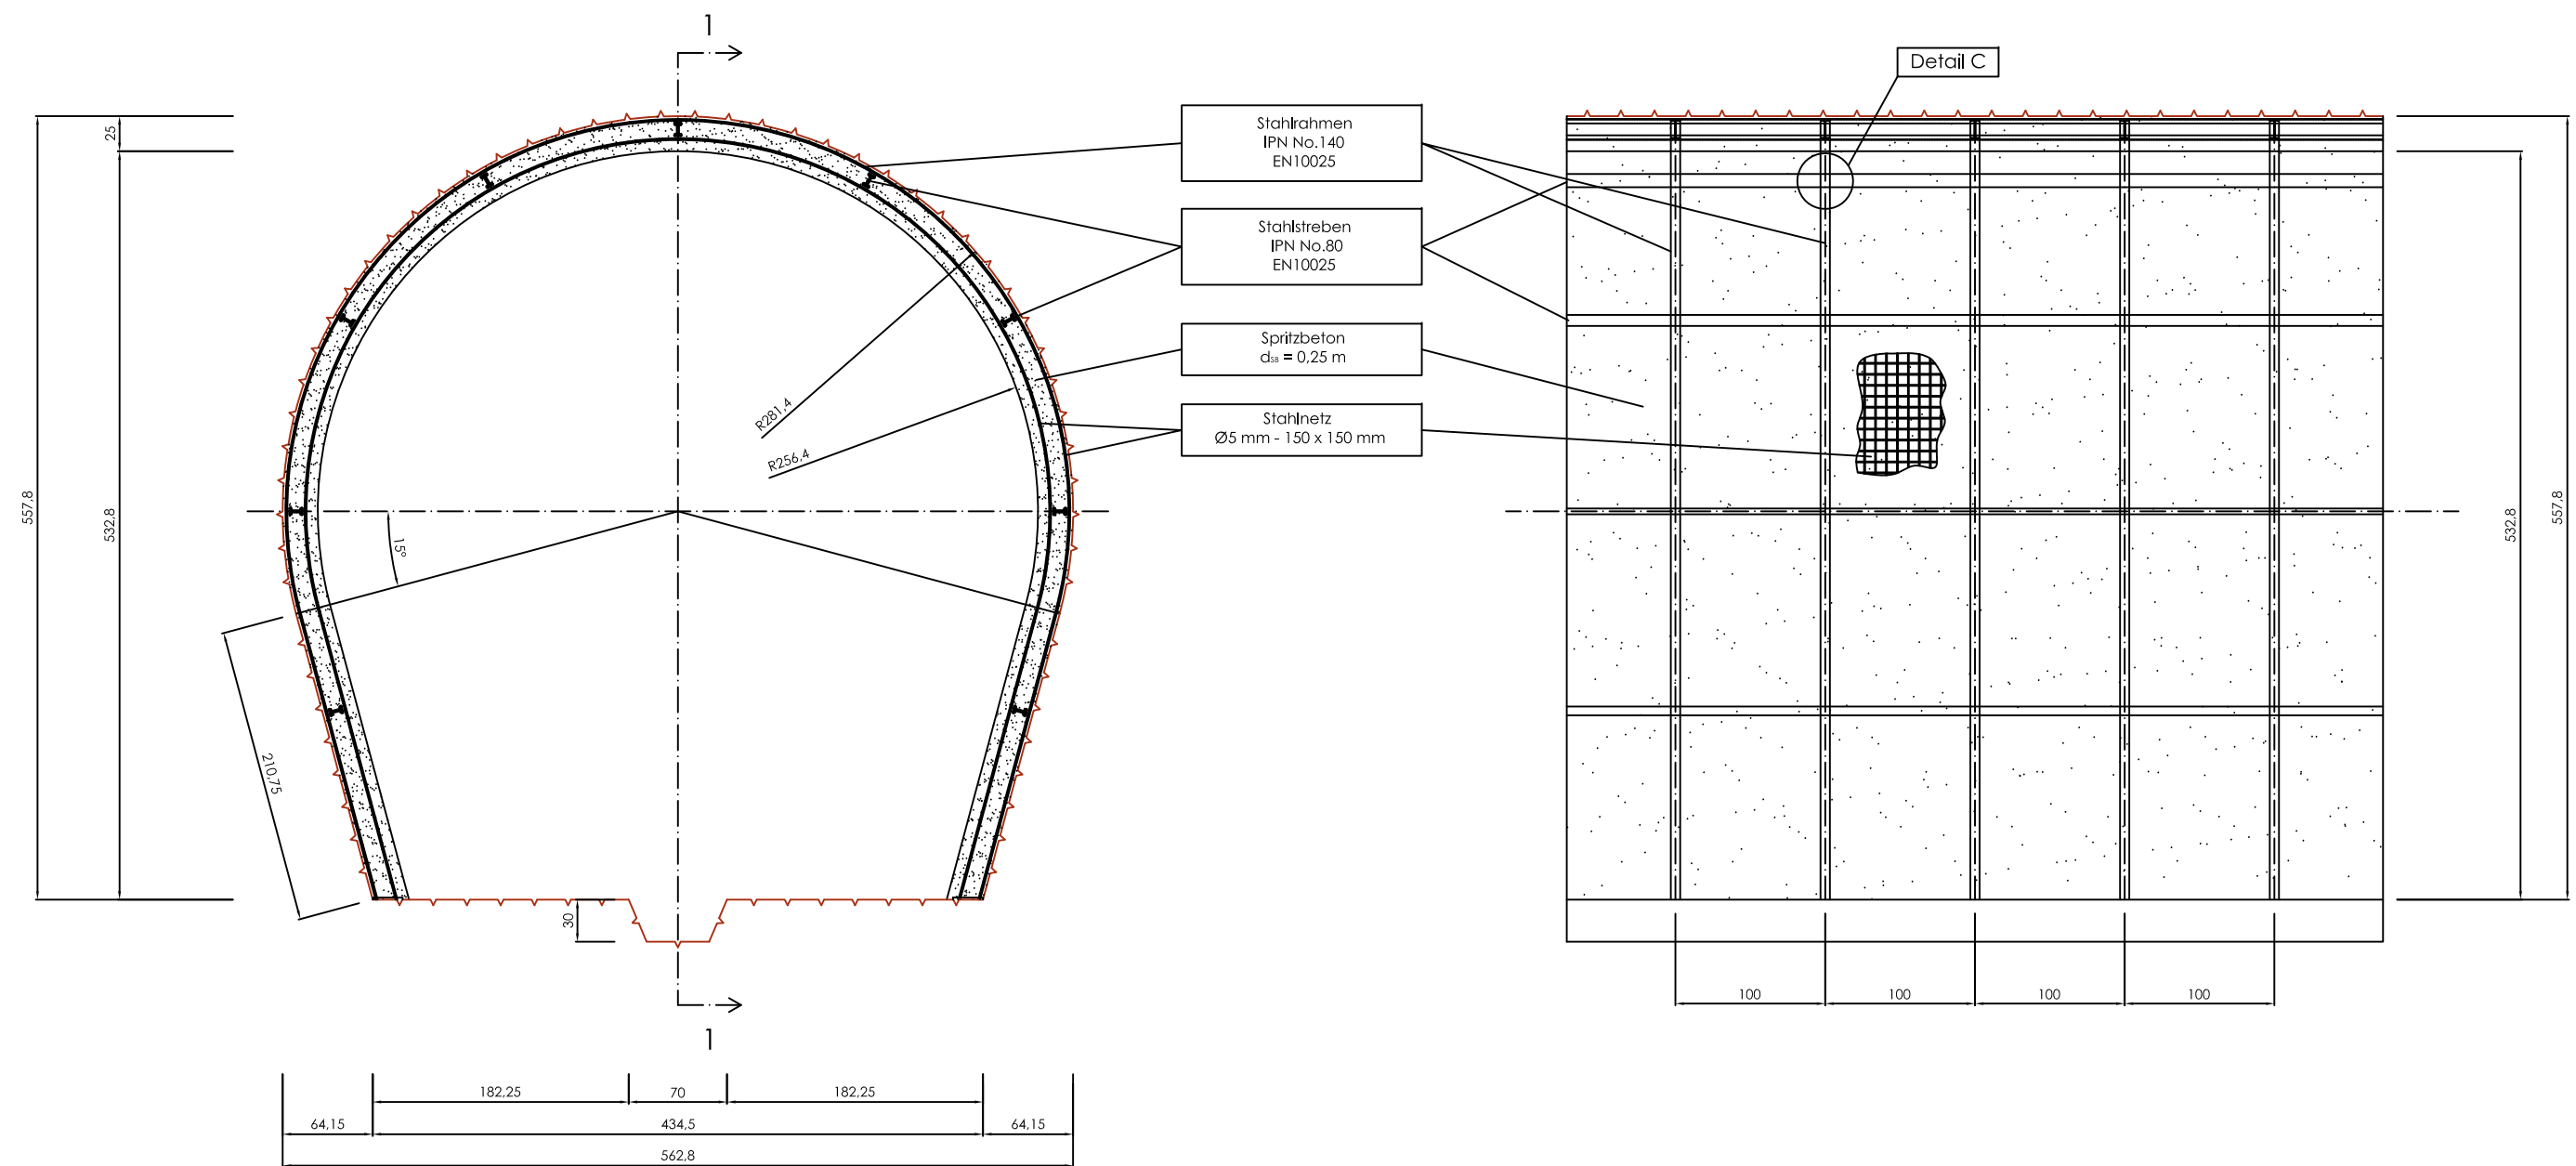 1
Detail C
25
557,8
532,8
Stahlrahmen
IPN No.140
EN10025
Stahlstreben
IPN No.80
EN10025
Spritzbeton
dSB = 0,25 m
Stahlnetz
Ø5 mm - 150 x 150 mm
R281,4
R256,4
15°
210,75
30
1
532,8
557,8
100
100
100
100
182,25
70
182,25
64,15
434,5
64,15
562,8